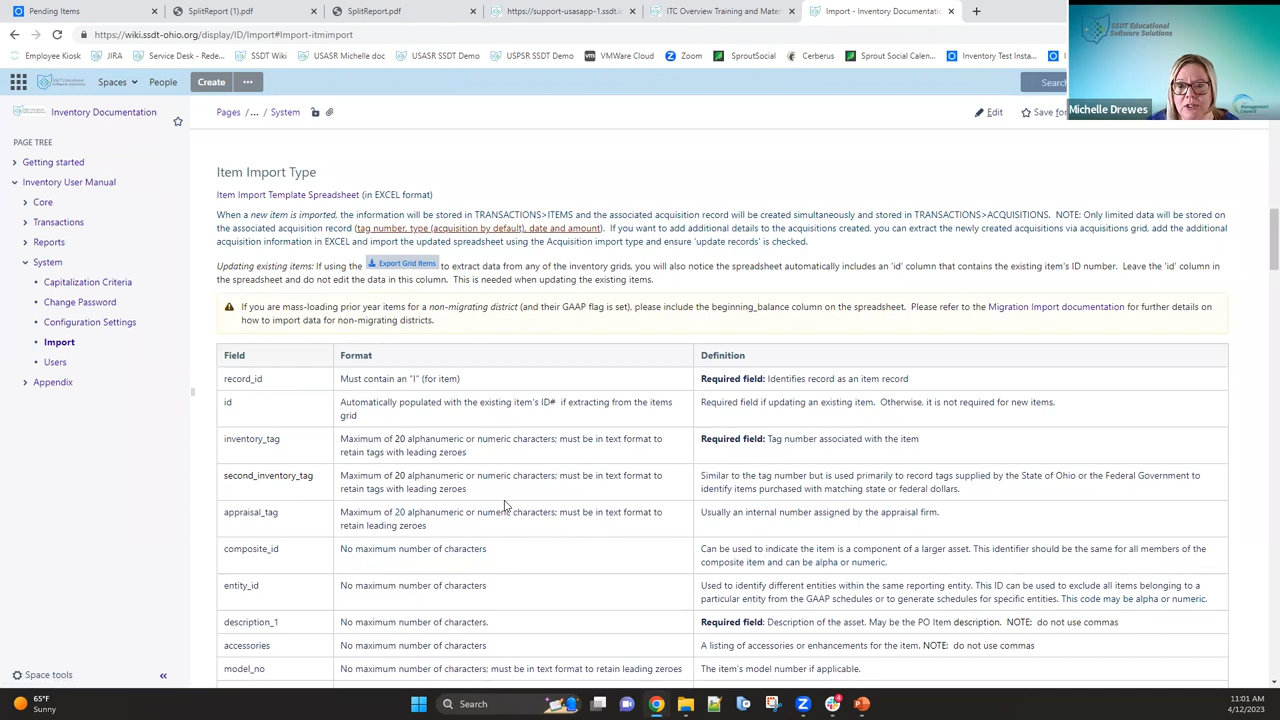 Pending Items
SplitReport (1).pdf
SplitReport.pdf
https://support-usasapp-1.ssdt.i
ITC Overview Training and Mater
Import - Inventory Documentatio
https://wiki.ssdt-ohio.org/display/ID/Import#Import-itmimport
Employee Kiosk
JIRA
Service Desk - Rede...
SSDT Wiki
USASR Michelle doc
USASR SSDT Demo
USPSR SSDT Demo
VMWare Cloud
Zoom
SproutSocial
Cerberus
Sprout Social Calen...
Inventory Test Insta...
SSDT Educational
Software Solutions
Management
Council
Michelle Drewes
Spaces
People
Create
Search
Inventory Documentation
Pages /... / System
Edit
Save for
PAGE TREE
Getting started
Inventory User Manual
Core
Transactions
Reports
System
Capitalization Criteria
Change Password
Configuration Settings
Import
Users
Appendix
Space tools
Item Import Type
Item Import Template Spreadsheet (in EXCEL format)
When a new item is imported, the information will be stored in TRANSACTIONS>ITEMS and the associated acquisition record will be created simultaneously and stored in TRANSACTIONS>ACQUISITIONS. NOTE: Only limited data will be stored on
the associated acquisition record (tag number, type (acquisition by default), date and amount). If you want to add additional details to the acquisitions created, you can extract the newly created acquisitions via acquisitions grid, add the additional
acquisition information in EXCEL and import the updated spreadsheet using the Acquisition import type and ensure 'update records' is checked.
Updating existing items: If using the Export Grid Items to extract data from any of the inventory grids, you will also notice the spreadsheet automatically includes an 'id' column that contains the existing item's ID number. Leave the 'id' column in
the spreadsheet and do not edit the data in this column. This is needed when updating the existing items.
If you are mass-loading prior year items for a non-migrating district (and their GAAP flag is set), please include the beginning_balance column on the spreadsheet. Please refer to the Migration Import documentation for further details on
how to import data for non-migrating districts.
Field Format Definition
record_id Must contain an "I" (for item) Required field: Identifies record as an item record
id Automatically populated with the existing item's ID# if extracting from the items Required field if updating an existing item. Otherwise, it is not required for new items.
grid
inventory_tag Maximum of 20 alphanumeric or numeric characters; must be in text format to Required field: Tag number associated with the item
retain tags with leading zeroes
second_inventory_tag Maximum of 20 alphanumeric or numeric characters; must be in text format to Similar to the tag number but is used primarily to record tags supplied by the State of Ohio or the Federal Government to
retain tags with leading zeroes identify items purchased with matching state or federal dollars.
appraisal_tag Maximum of 20 alphanumeric or numeric characters; must be in text format to Usually an internal number assigned by the appraisal firm.
retain leading zeroes
composite_id No maximum number of characters Can be used to indicate the item is a component of a larger asset. This identifier should be the same for all members of the
composite item and can be alpha or numeric.
entity_id No maximum number of characters Used to identify different entities within the same reporting entity. This ID can be used to exclude all items belonging to a
particular entity from the GAAP schedules or to generate schedules for specific entities. This code may be alpha or numeric.
description_1 No maximum number of characters. Required field: Description of the asset. May be the PO Item description. NOTE: do not use commas
accessories No maximum number of characters A listing of accessories or enhancements for the item. NOTE: do not use commas
model_no No maximum number of characters; must be in text format to retain leading zeroes The item's model number if applicable.
65°F
Sunny
Search
4
11:01 AM
4/12/2023